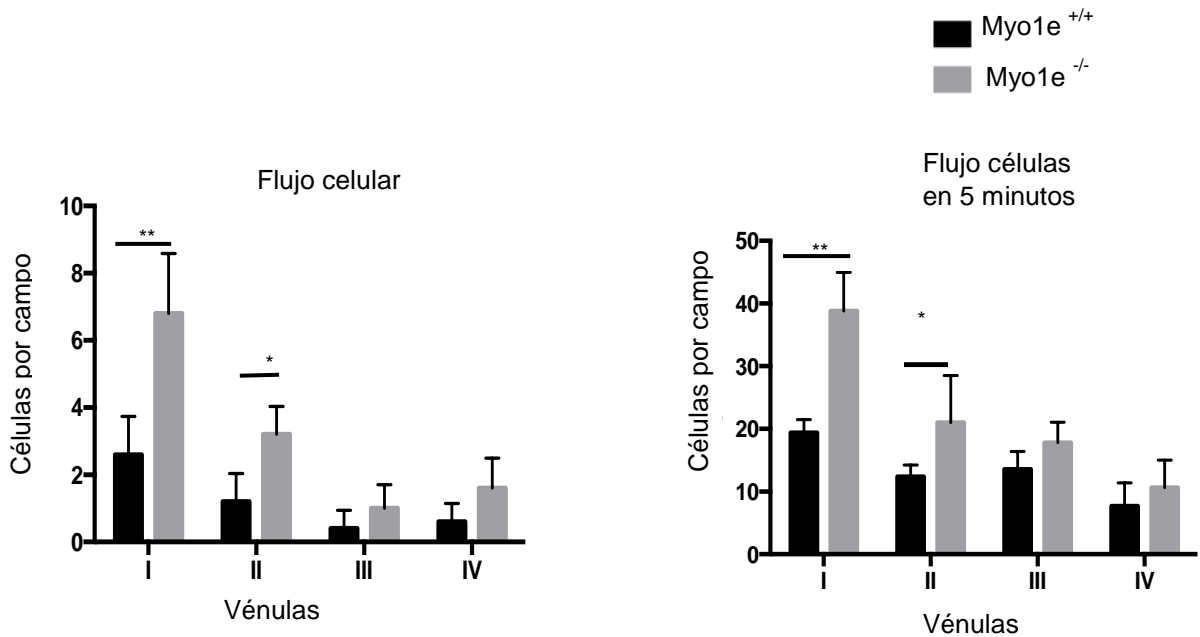 Myo1e +/+
Myo1e -/-
Flujo celular
Células por campo
10
8
6
4
2
0
**
*
I II III IV
Vénulas
Flujo células
en 5 minutos
Células por campo
50
40
30
20
10
0
**
*
I II III IV
Vénulas